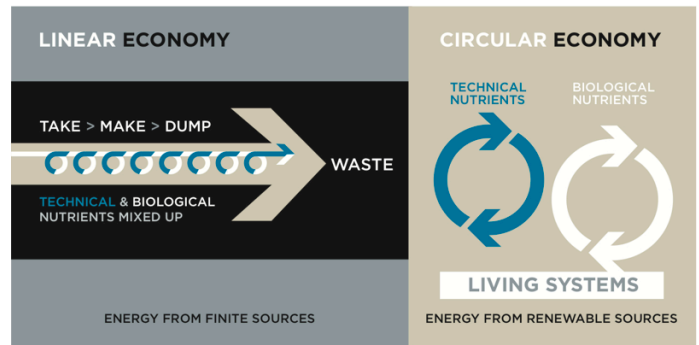 LINEAR ECONOMY
TAKE > MAKE > DUMP
WASTE
TECHNICAL & BIOLOGICAL
NUTRIENTS MIXED UP
ENERGY FROM FINITE SOURCES
CIRCULAR ECONOMY
TECHNICAL
NUTRIENTS
BIOLOGICAL
NUTRIENTS
LIVING SYSTEMS
ENERGY FROM RENEWABLE SOURCES